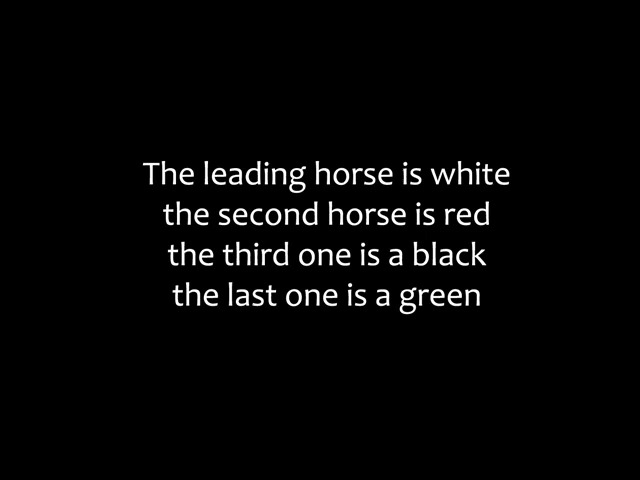 The leading horse is white
the second horse is red
the third one is a black
the last one is a green